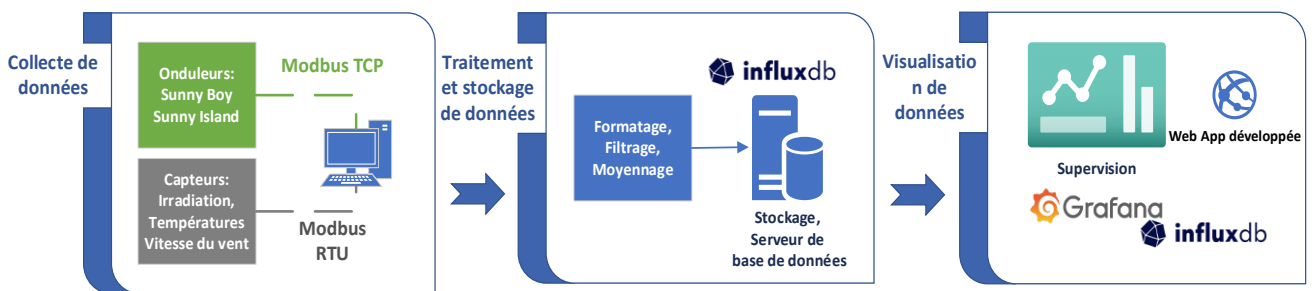 Collecte de
données
Onduleurs:
Sunny Boy
Sunny Island
Modbus TCP
Capteurs:
Irradiation,
Températures
Vitesse du vent
Modbus
RTU
Traitement
et stockage
de données
influxdb
Formatage,
Filtrage,
Moyennage
Stockage,
Serveur de
base de données
Visualisatio
n de
données
Web App développée
Supervision
Grafana
influxdb